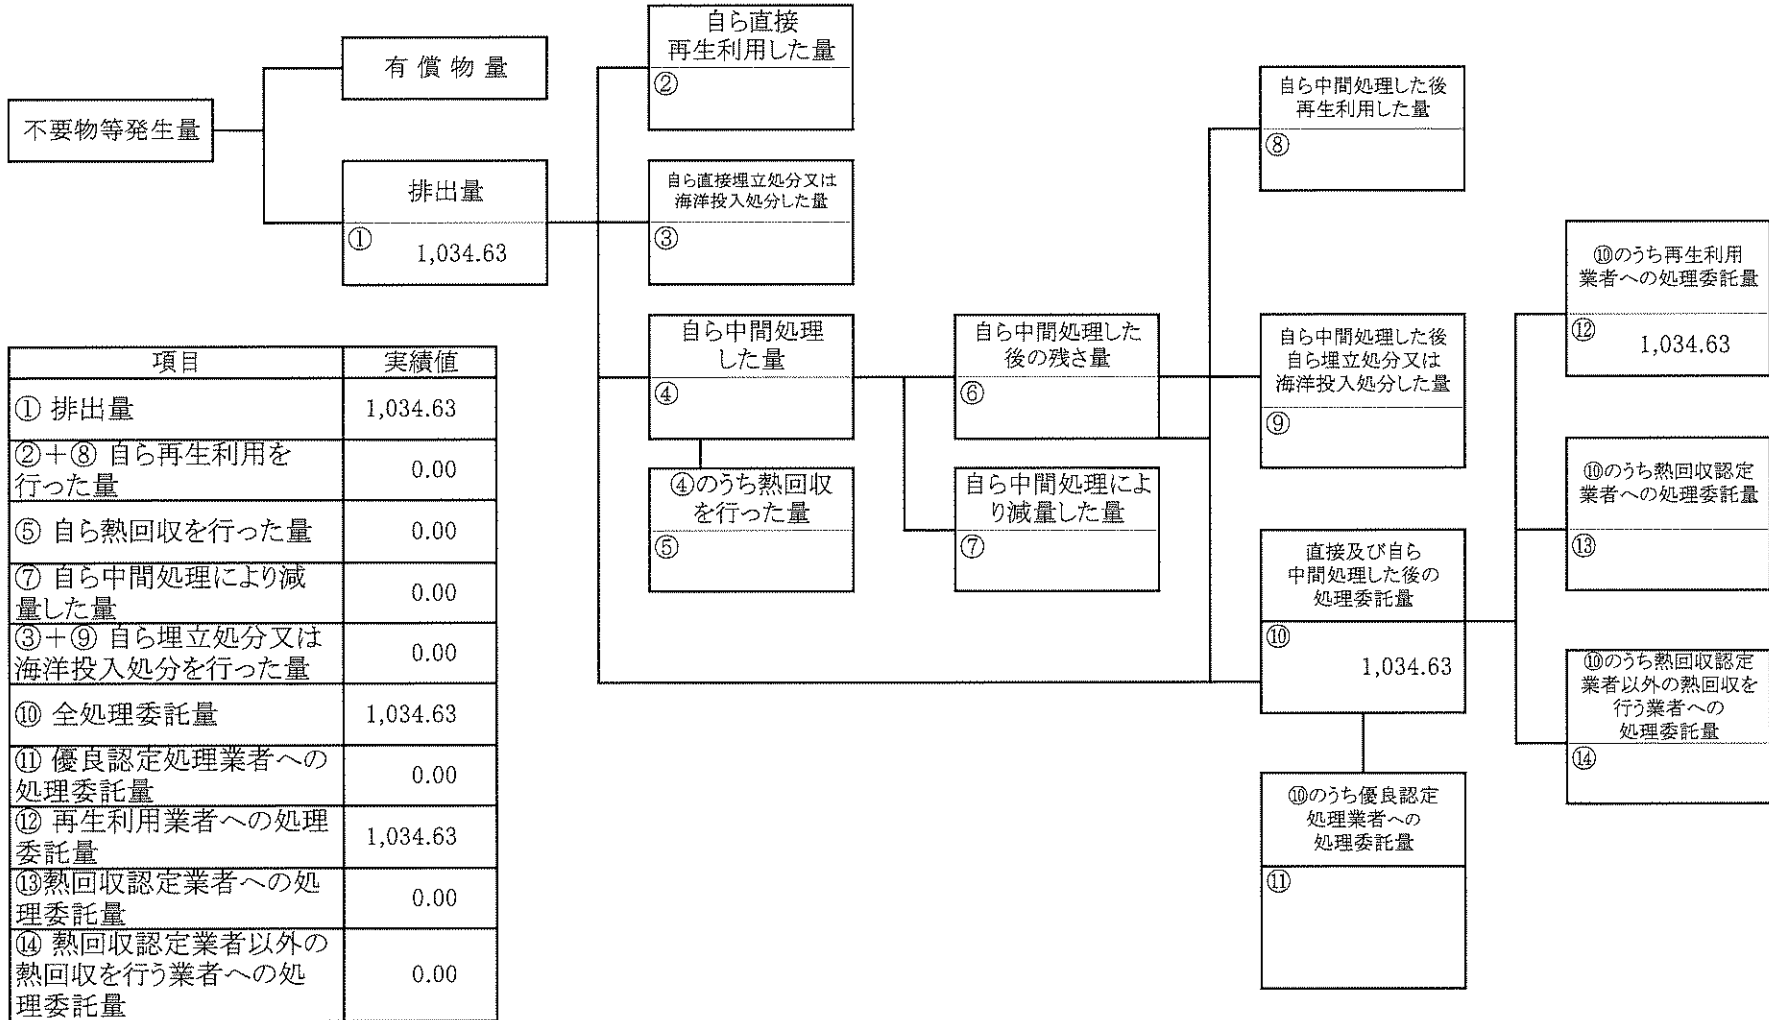 不要物等発生量
有償物量
排出量
①
1,034.63
自ら直接
再生利用した量
②
自ら直接埋立処分又は
海洋投入処分した量
③
自ら中間処理
した量
④
④のうち熱回収
を行った量
⑤
自ら中間処理した
後の残さ量
⑥
自ら中間処理によ
り減量した量
⑦
自ら中間処理した後
再生利用した量
⑧
自ら中間処理した後
自ら埋立処分又は
海洋投入処分した量
⑨
直接及び自ら
中間処理した後の
処理委託量
⑩
1,034.63
⑩のうち優良認定
処理業者への
処理委託量
⑪
⑩のうち再生利用
業者への処理委託量
⑫
1,034.63
⑩のうち熱回収認定
業者への処理委託量
⑬
⑩のうち熱回収認定
業者以外の熱回収を
行う業者への
処理委託量
⑭
項目 実績値
① 排出量 1,034.63
②+⑧ 自ら再生利用を
行った量 0.00
⑤ 自ら熱回収を行った量 0.00
⑦ 自ら中間処理により減
量した量 0.00
③+⑨ 自ら埋立処分又は
海洋投入処分を行った量 0.00
⑩ 全処理委託量 1,034.63
⑪ 優良認定処理業者への
処理委託量 0.00
⑫ 再生利用業者への処理
委託量 1,034.63
⑬熱回収認定業者への処
理委託量 0.00
⑭ 熱回収認定業者以外の
熱回収を行う業者への処
理委託量 0.00